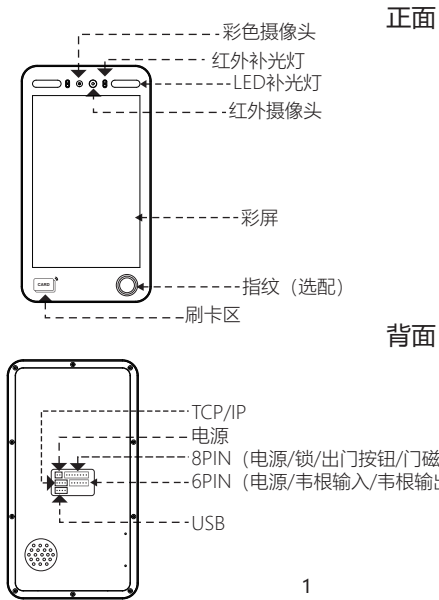 正面
彩色摄像头
红外补光灯
LED补光灯
红外摄像头
彩屏
指纹（选配）
CARD
刷卡区
背面
TCP/IP
电源
8PIN（电源/锁/出门按钮/门磁
6PIN（电源/韦根输入/韦根输出
USB
1